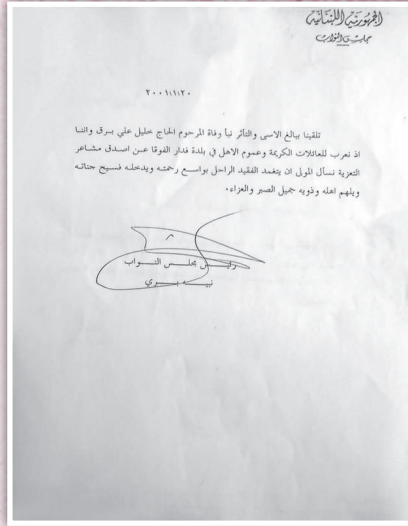 الجمهورية اللبنانية
مجلس النواب
٢٠٠١/١/٢٠
تلقينا ببالغ الاسى والتأثر نبأ وفاة المرحوم الحاج خليل علي برق واننا
اذ نعرب للعائلات الكريمة وعموم الاهل في بلدة فدار الفوقا عن اصدق مشاعر
التعزية نسأل المولى ان يتغمد الفقيد الراحل بواسع رحمته ويدخله فسيح جناته
ويلهم اهله وذويه جميل الصبر والعزاء.
رئيس مجلس النواب
نبيه بري